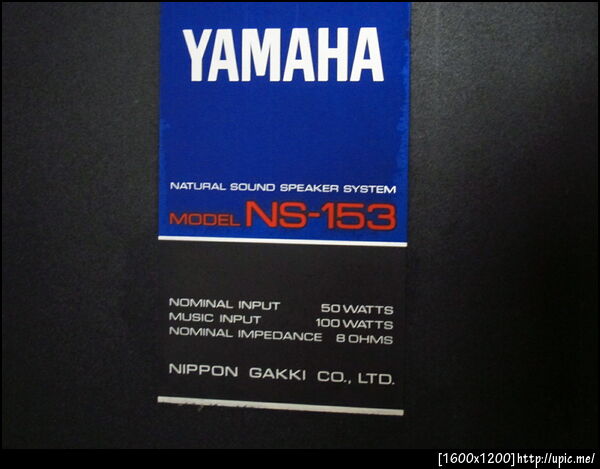 YAMAHA
NATURAL SOUND SPEAKER SYSTEM
MODEL NS-153
NOMINAL INPUT 50 WATTS
MUSIC INPUT 100 WATTS
NOMINAL IMPEDANCE 8 OHMS
NIPPON GAKKI CO., LTD.
[1600x1200]http://upic.me/